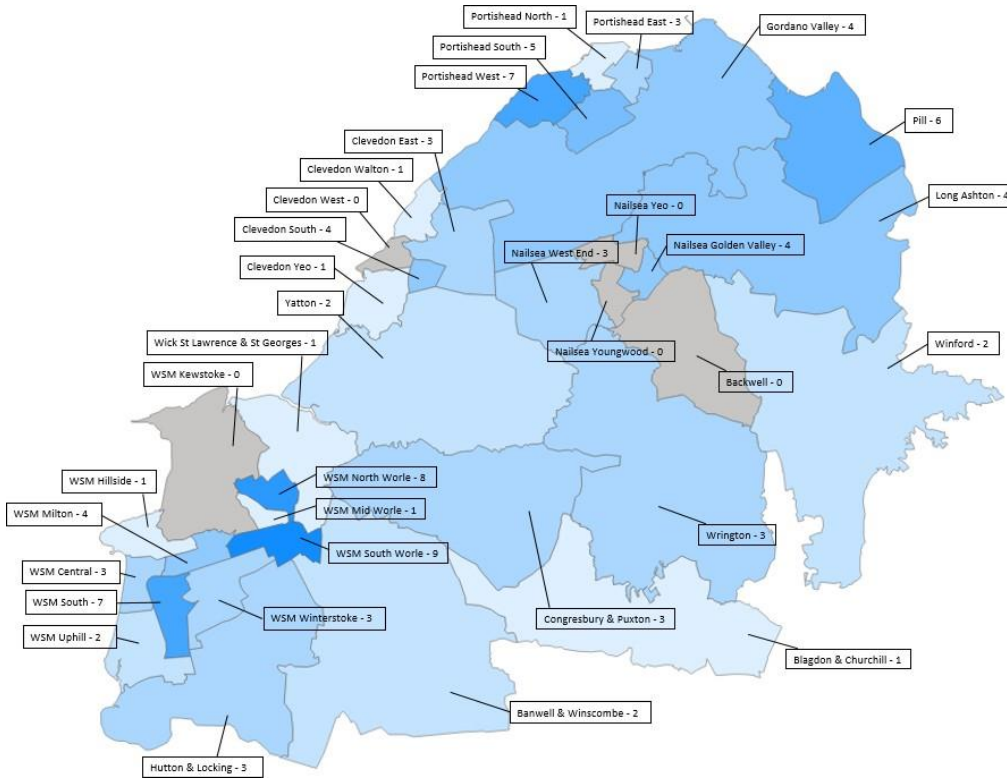 Portishead North - 1
Portishead East - 3
Gordano Valley - 4
Portishead South - 5
Portishead West - 7
Pill - 6
Clevedon East - 3
Clevedon Walton - 1
Long Ashton - 4
Clevedon West - 0
Nailsea Yeo - 0
Clevedon South - 4
Nailsea West End - 3
Nailsea Golden Valley - 4
Clevedon Yeo - 1
Yatton - 2
Wick St Lawrence & St Georges - 1
Nailsea Youngwood - 0
Winford - 2
WSM Kewstoke - 0
Backwell - 0
WSM Hillside - 1
WSM North Worle - 8
WSM Milton - 4
WSM Mid Worle - 1
Wrington - 3
WSM South Worle - 9
WSM Central - 3
WSM South - 7
WSM Winterstoke - 3
Congresbury & Puxton - 3
WSM Uphill - 2
Blagdon & Churchill - 1
Banwell & Winscombe - 2
Hutton & Locking - 3